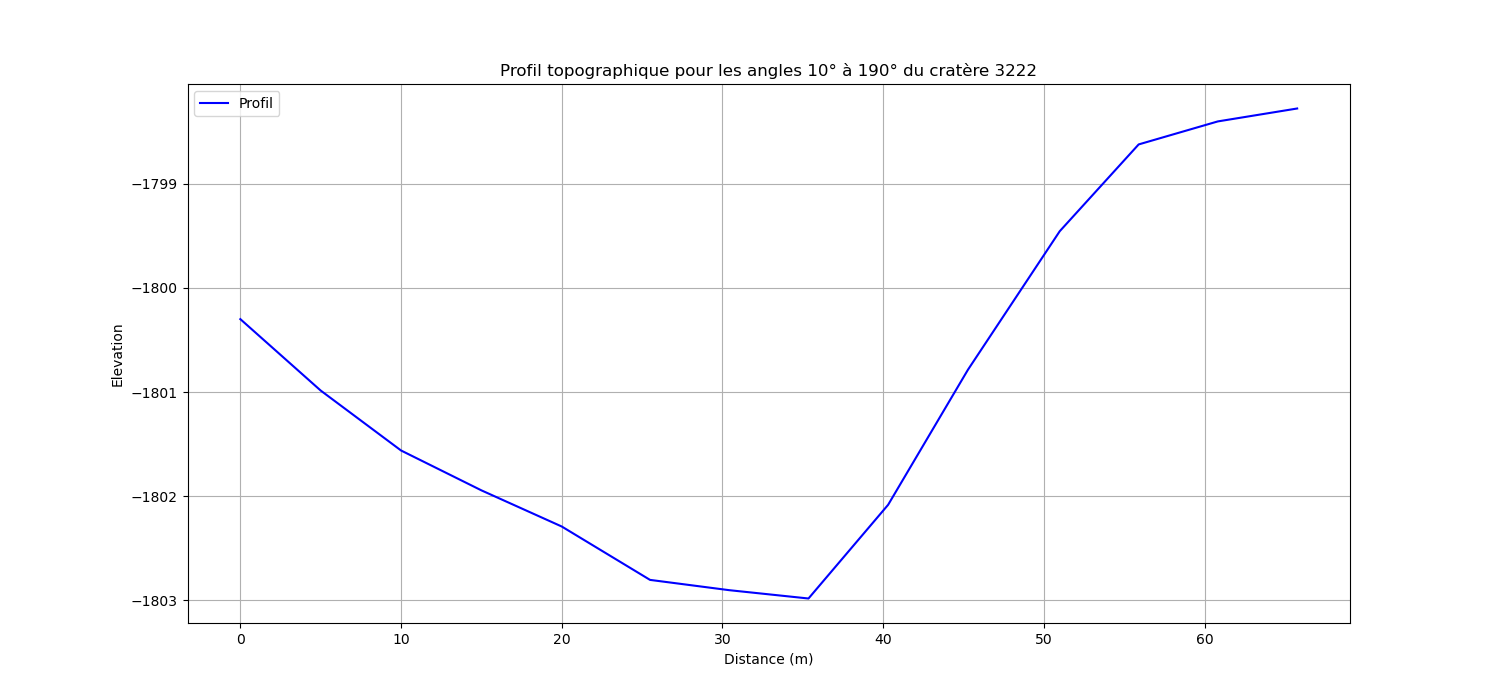 Profil topographique pour les angles 10° à 190° du cratère 3222
Profil
−1799
−1800
−1801
−1802
−1803
Elevation
0 10 20 30 40 50 60
Distance (m)